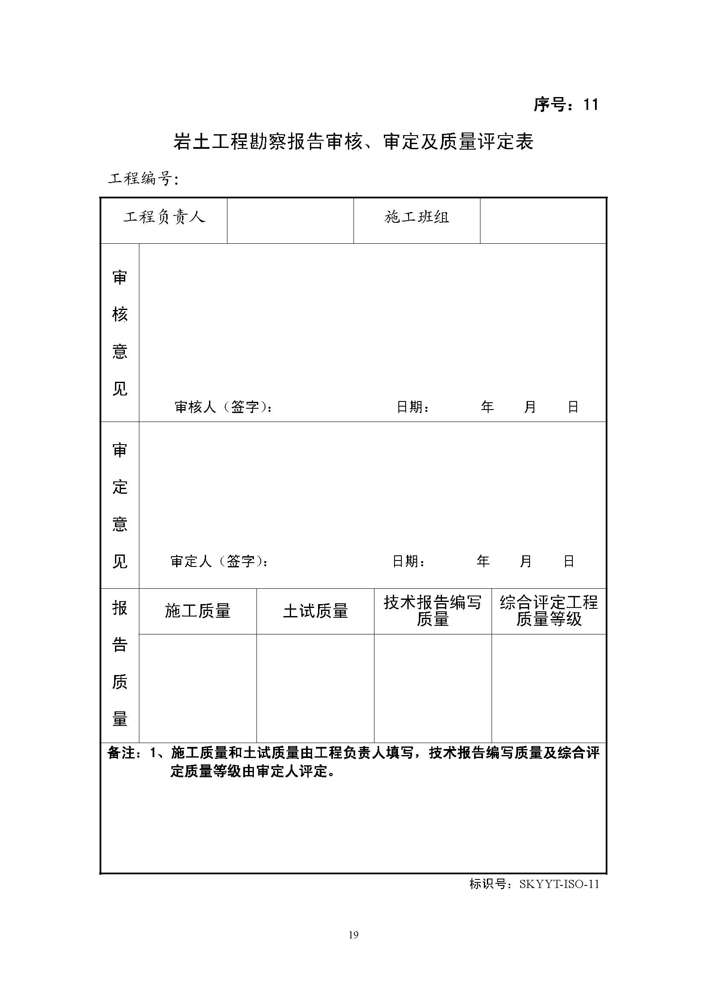 序号：11
岩土工程勘察报告审核、审定及质量评定表
工程编号：
工程负责人 施工班组
审核意见
审核人（签字）： 日期： 年 月 日
审定意见
审定人（签字）： 日期： 年 月 日
报告质量
施工质量 土试质量 技术报告编写质量 综合评定工程质量等级
备注：1、施工质量和土试质量由工程负责人填写，技术报告编写质量及综合评
定质量等级由审定人评定。
标识号：SKYYT-ISO-11
19